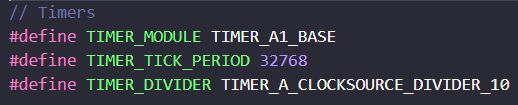 // Timers
#define TIMER_MODULE TIMER_A1_BASE
#define TIMER_TICK_PERIOD 32768
#define TIMER_DIVIDER TIMER_A_CLOCKSOURCE_DIVIDER_10